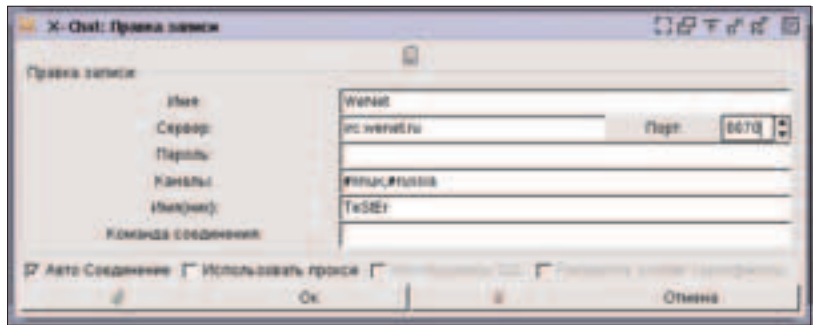 X-Chat: Правка записи
Правка записи
Имя: WeNet
Сервер: irc.wenet.ru Порт: 6670
Пароль:
Каналы: #linux,#russia
Имя(ник): TeStEr
Команда соединения:
Авто Соединение Использовать прокси
Ок Отмена